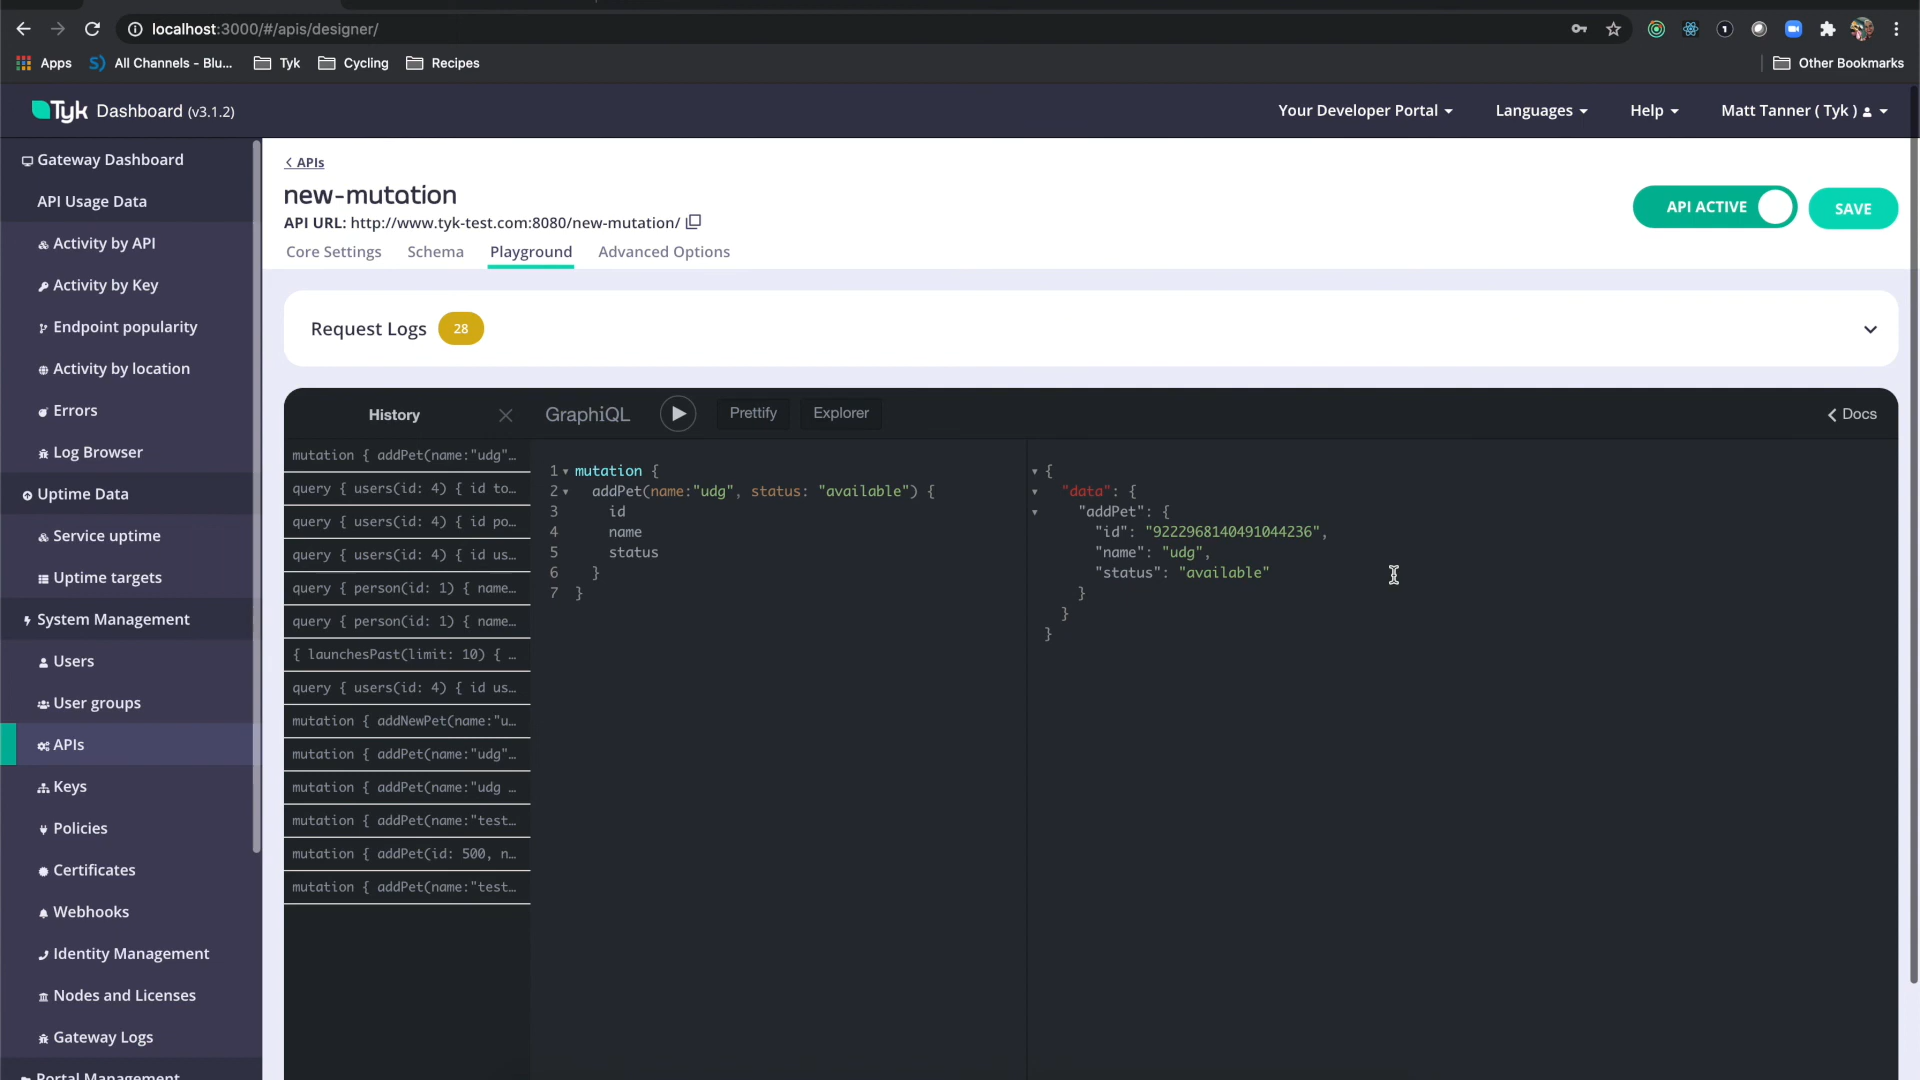 localhost:3000/#/apis/designer/
Apps
All Channels - Blu...
Tyk
Cycling
Recipes
Other Bookmarks
Tyk Dashboard (v3.1.2)
Your Developer Portal
Languages
Help
Matt Tanner ( Tyk )
Gateway Dashboard
API Usage Data
Activity by API
Activity by Key
Endpoint popularity
Activity by location
Errors
Log Browser
Uptime Data
Service uptime
Uptime targets
System Management
Users
User groups
APIs
Keys
Policies
Certificates
Webhooks
Identity Management
Nodes and Licenses
Gateway Logs
Portal Management
< APIs
new-mutation
API URL: http://www.tyk-test.com:8080/new-mutation/
API ACTIVE
SAVE
Core Settings
Schema
Playground
Advanced Options
Request Logs 28
History
mutation { addPet(name:"udg"...
query { users(id: 4) { id to...
query { users(id: 4) { id po...
query { users(id: 4) { id us...
query { person(id: 1) { name...
query { person(id: 1) { name...
{ launchesPast(limit: 10) { ...
query { users(id: 4) { id us...
mutation { addNewPet(name:"u...
mutation { addPet(name:"udg"...
mutation { addPet(name:"udg ...
mutation { addPet(name:"test...
mutation { addPet(id: 500, n...
mutation { addPet(name:"test...
GraphiQL
Prettify
Explorer
< Docs
1 mutation {
2 addPet(name:"udg", status: "available") {
3 id
4 name
5 status
6 }
7 }
{
"data": {
"addPet": {
"id": "9222968140491044236",
"name": "udg",
"status": "available"
}
}
}